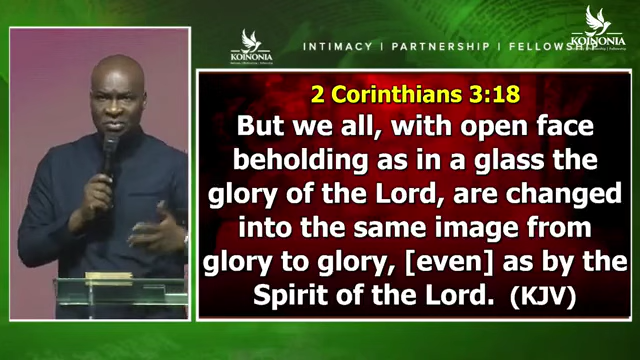 KOINONIA
INTIMACY | PARTNERSHIP | FELLOWSHIP
KOINONIA
2 Corinthians 3:18
But we all, with open face
beholding as in a glass the
glory of the Lord, are changed
into the same image from
glory to glory, [even] as by the
Spirit of the Lord. (KJV)